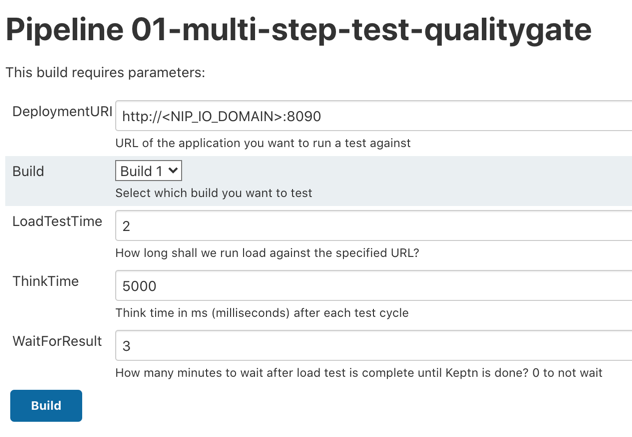 Pipeline 01-multi-step-test-qualitygate
This build requires parameters:
DeploymentURI http://<NIP_IO_DOMAIN>:8090
URL of the application you want to run a test against
Build Build 1
Select which build you want to test
LoadTestTime 2
How long shall we run load against the specified URL?
ThinkTime 5000
Think time in ms (milliseconds) after each test cycle
WaitForResult 3
How many minutes to wait after load test is complete until Keptn is done? 0 to not wait
Build